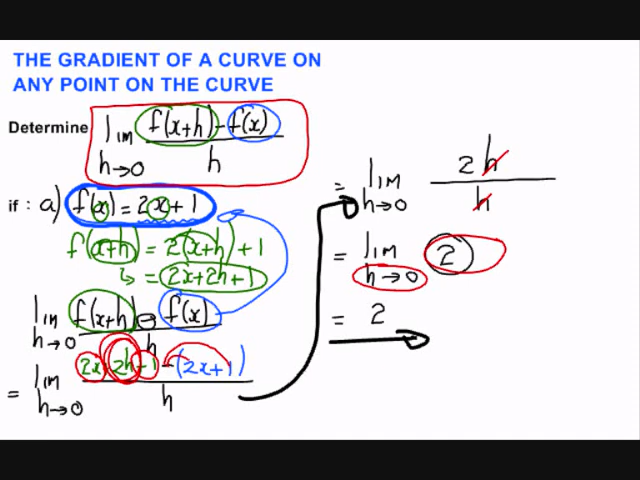 THE GRADIENT OF A CURVE ON
ANY POINT ON THE CURVE
Determine lim h→0 f(x+h)-f(x) / h
if : a) f(x) = 2x+1
f(x+h) = 2(x+h)+1
↳ = 2x+2h+1
lim h→0 f(x+h) - f(x) / h
= lim h→0 2x+2h+1-(2x+1) / h
= lim h→0 2h / h
= lim h→0 2
= 2